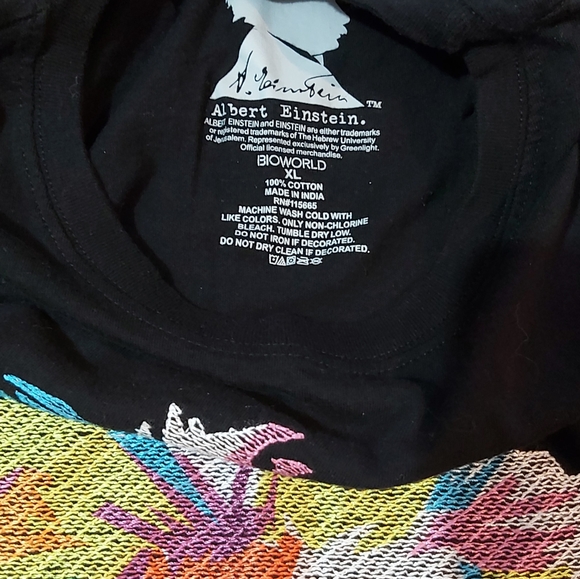 A. Einstein
TM
Albert Einstein.
ALBERT EINSTEIN and EINSTEIN are either trademarks
or registered trademarks of The Hebrew University
of Jerusalem. Represented exclusively by Greenlight.
Official licensed merchandise.
BIOWORLD
XL
100% COTTON
MADE IN INDIA
RN#115665
MACHINE WASH COLD WITH
LIKE COLORS. ONLY NON-CHLORINE
BLEACH. TUMBLE DRY LOW.
DO NOT IRON IF DECORATED.
DO NOT DRY CLEAN IF DECORATED.